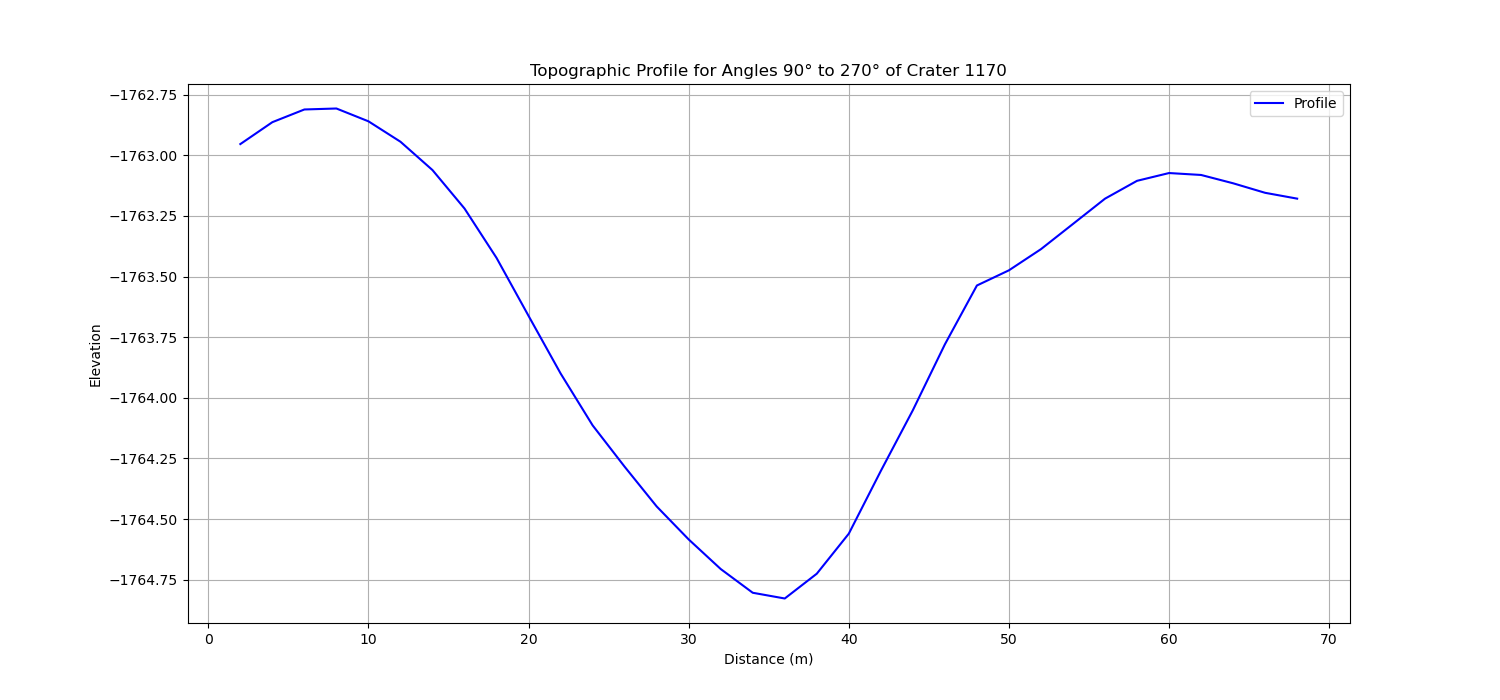 Topographic Profile for Angles 90° to 270° of Crater 1170
Profile
−1762.75
−1763.00
−1763.25
−1763.50
−1763.75
−1764.00
−1764.25
−1764.50
−1764.75
Elevation
0 10 20 30 40 50 60 70
Distance (m)